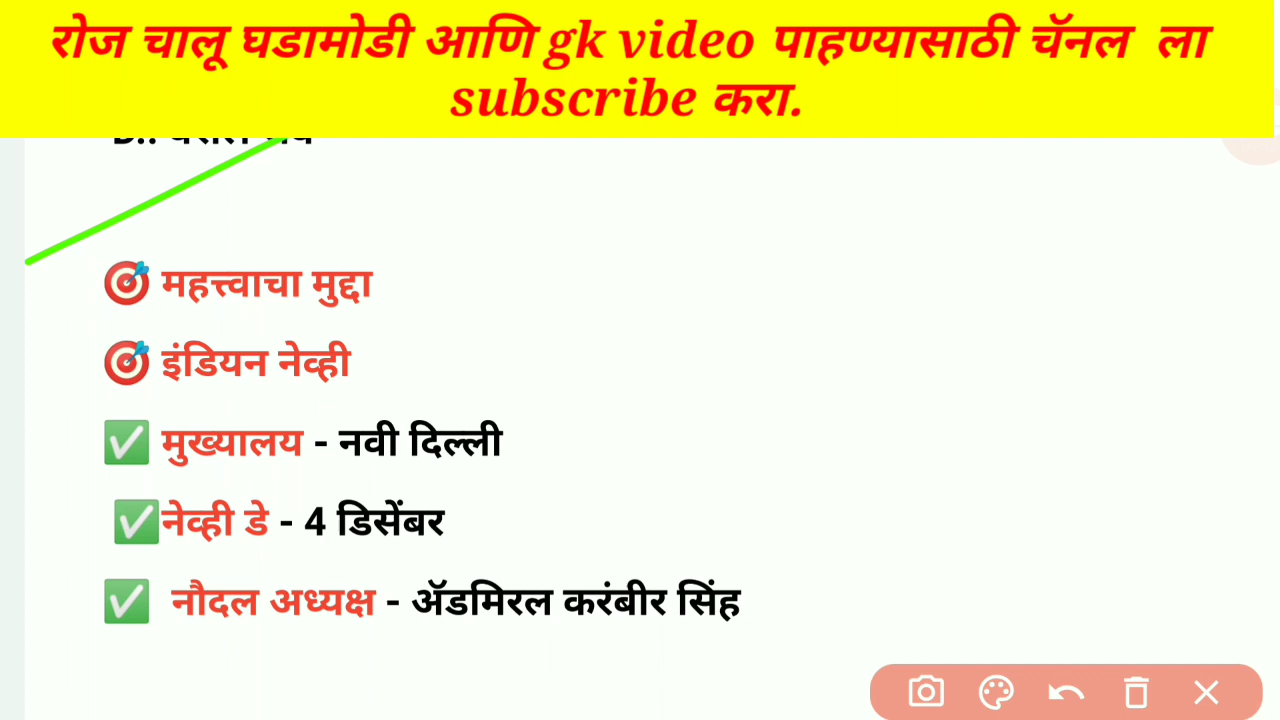 रोज चालू घडामोडी आणि gk video पाहण्यासाठी चॅनल ला
subscribe करा.
🎯 महत्त्वाचा मुद्दा
🎯 इंडियन नेव्ही
✅ मुख्यालय - नवी दिल्ली
✅नेव्ही डे - 4 डिसेंबर
✅ नौदल अध्यक्ष - ॲडमिरल करंबीर सिंह